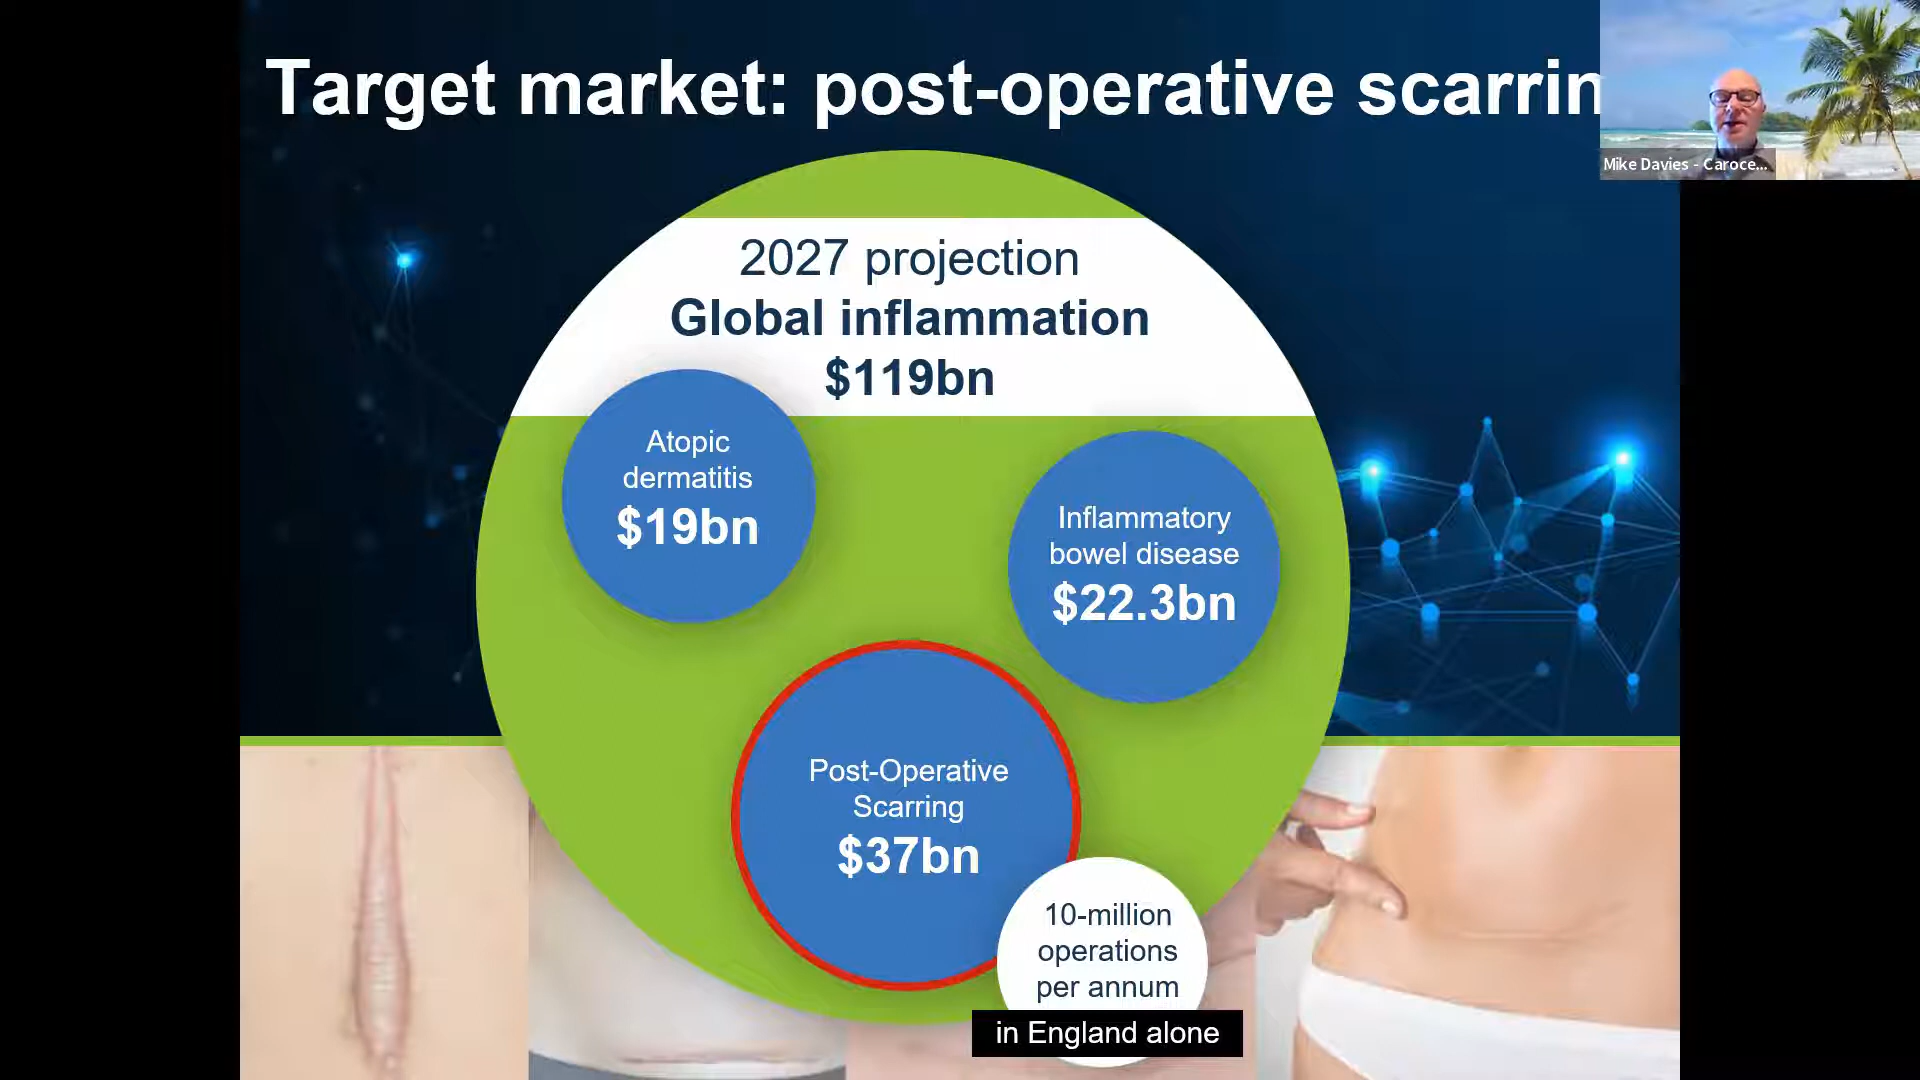 Target market: post-operative scarrin
Mike Davies - Caroce...
2027 projection
Global inflammation
$119bn
Atopic
dermatitis
$19bn
Inflammatory
bowel disease
$22.3bn
Post-Operative
Scarring
$37bn
10-million
operations
per annum
in England alone